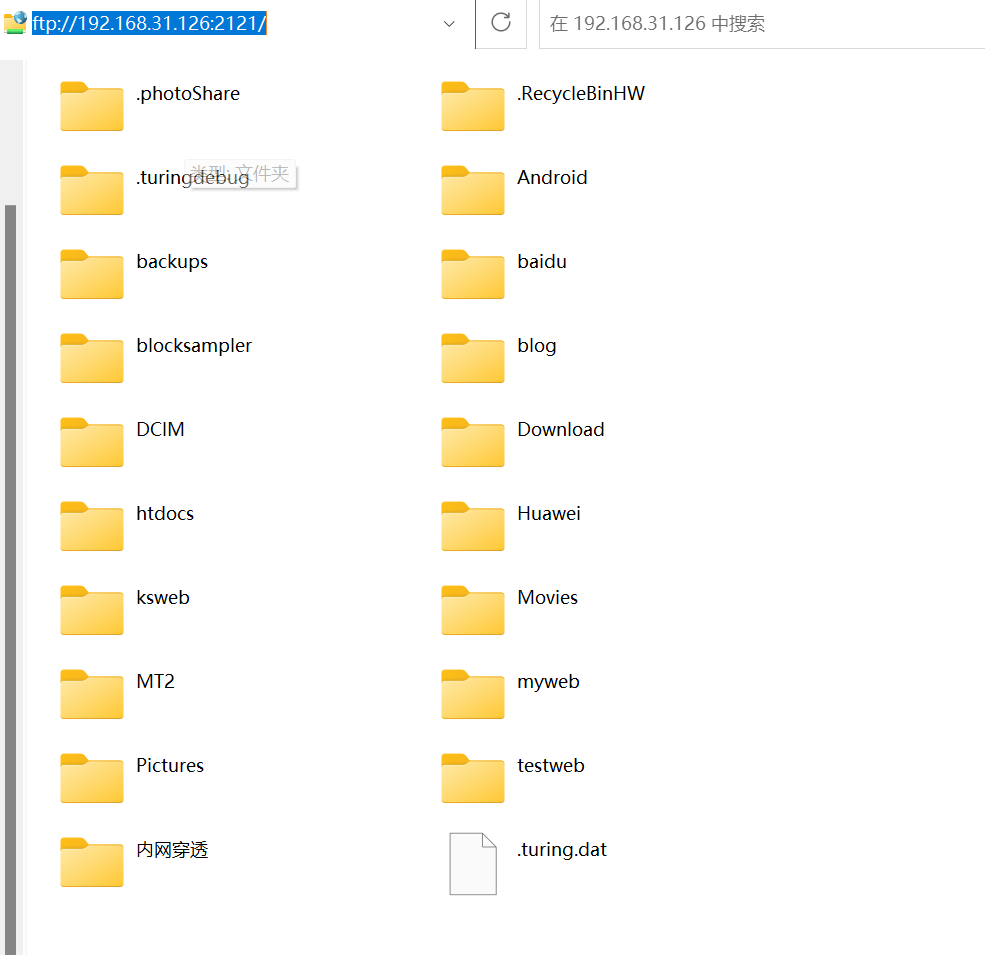 ftp://192.168.31.126:2121/
在 192.168.31.126 中搜索
.photoShare
.RecycleBinHW
.turingdebug
类型: 文件夹
Android
backups
baidu
blocksampler
blog
DCIM
Download
htdocs
Huawei
ksweb
Movies
MT2
myweb
Pictures
testweb
内网穿透
.turing.dat